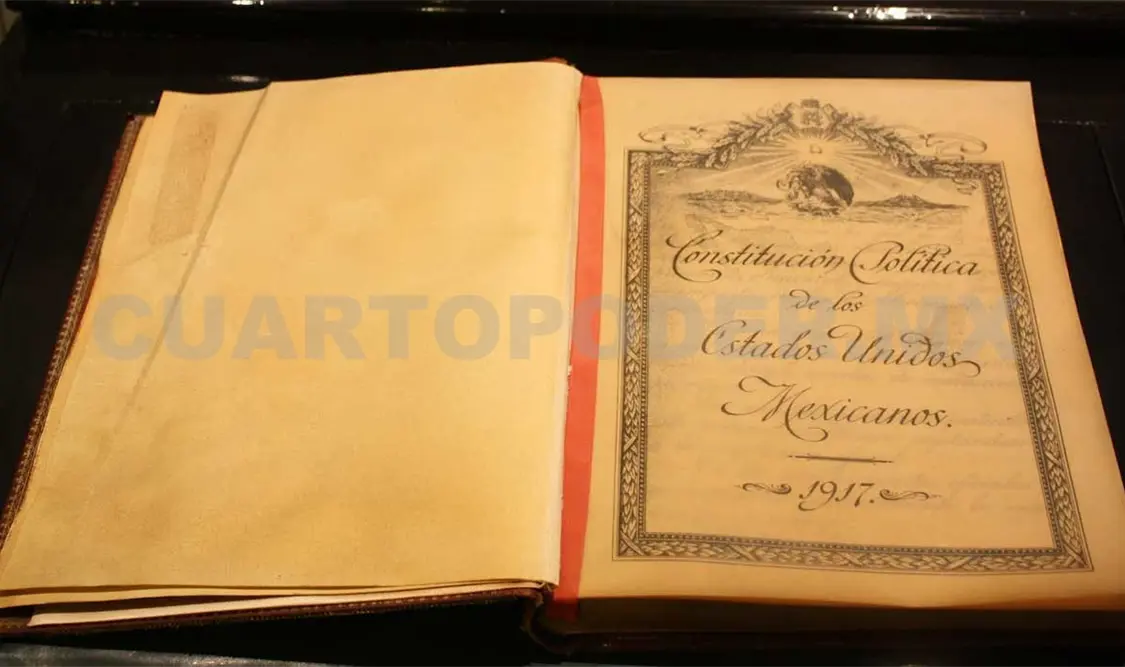 Constitución Política
de los
Estados Unidos
Mexicanos.
1917.
CUARTOPODER.MX